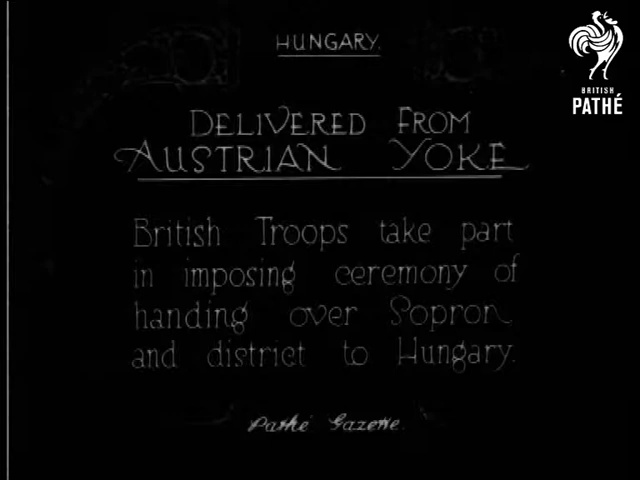 HUNGARY.
BRITISH
PATHÉ
DELIVERED FROM
AUSTRIAN YOKE
British Troops take part
in imposing ceremony of
handing over Sopron
and district to Hungary.
Pathé Gazette.